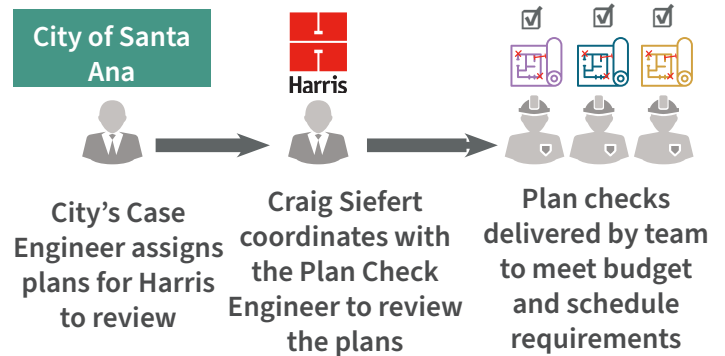 City of Santa
Ana
Harris
City's Case
Engineer assigns
plans for Harris
to review
Craig Siefert
coordinates with
the Plan Check
Engineer to review
the plans
Plan checks
delivered by team
to meet budget
and schedule
requirements